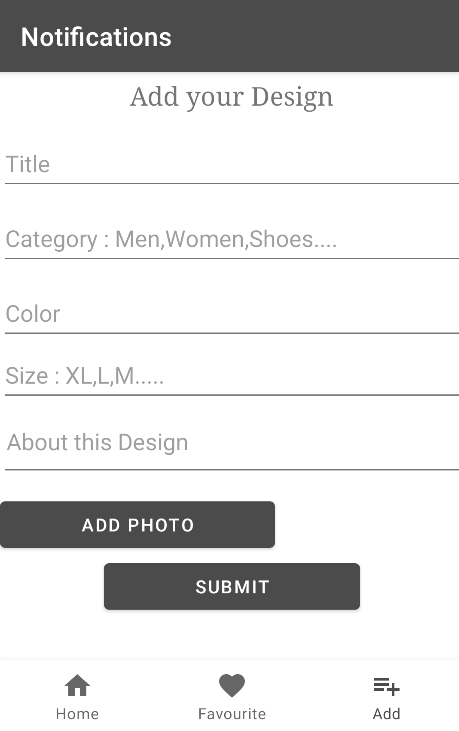 Notifications
Add your Design
Title
Category : Men,Women,Shoes....
Color
Size : XL,L,M.....
About this Design
ADD PHOTO
SUBMIT
Home
Favourite
Add